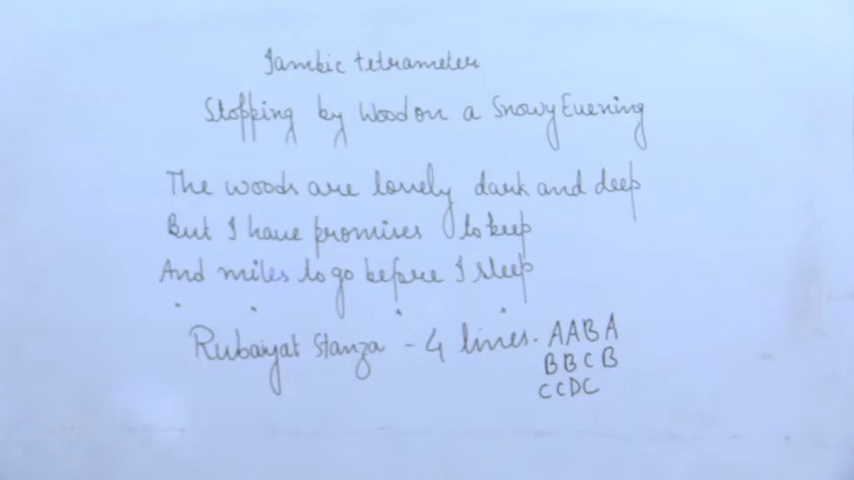 Iambic tetrameter
Stopping by Wood on a Snowy Evening
The woods are lovely dark and deep
But I have promises to keep
And miles to go before I sleep
Rubaiyat Stanza - 4 lines. AABA
BBCB
CCDC